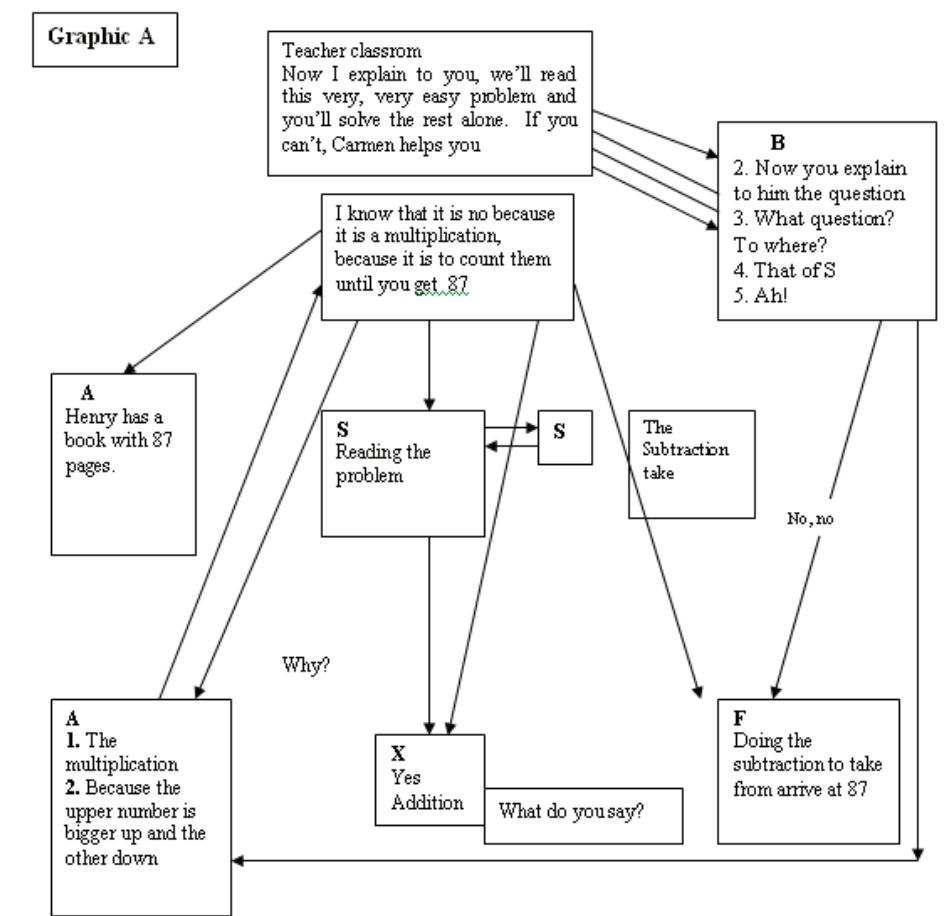 Graphic A
Teacher classrom
Now I explain to you, we'll read
this very, very easy problem and
you'll solve the rest alone. If you
can't, Carmen helps you
B
2. Now you explain
to him the question
3. What question?
To where?
4. That of S
5. Ah!
I know that it is no because
it is a multiplication,
because it is to count them
until you get 87
A
Henry has a
book with 87
pages.
S
Reading the
problem
S
The
Subtraction
take
No, no
Why?
A
1. The
multiplication
2. Because the
upper number is
bigger up and the
other down
X
Yes
Addition
What do you say?
F
Doing the
subtraction to take
from arrive at 87